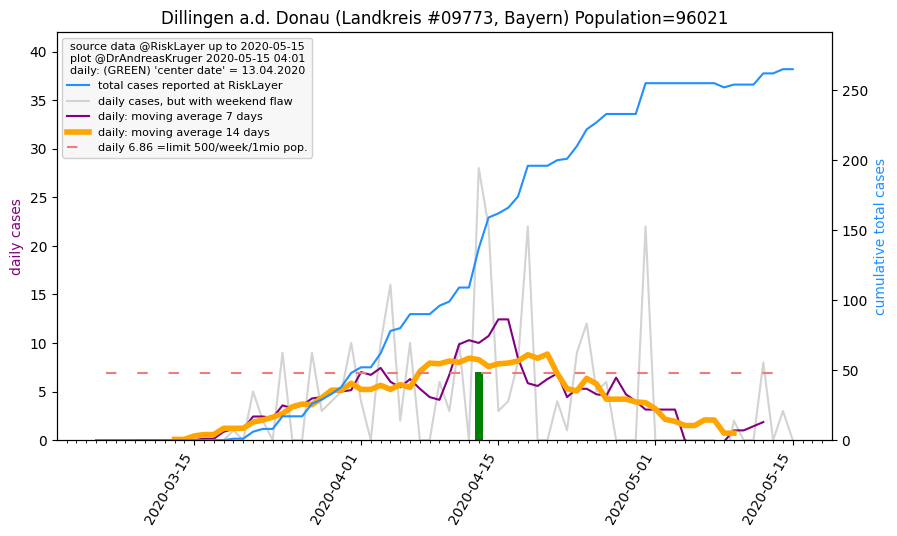 Dillingen a.d. Donau (Landkreis #09773, Bayern) Population=96021
source data @RiskLayer up to 2020-05-15
plot @DrAndreasKruger 2020-05-15 04:01
daily: (GREEN) 'center date' = 13.04.2020
total cases reported at RiskLayer
daily cases, but with weekend flaw
daily: moving average 7 days
daily: moving average 14 days
daily 6.86 =limit 500/week/1mio pop.
daily cases
40
35
30
25
20
15
10
5
0
250
200
150
100
50
0
cumulative total cases
2020-03-15
2020-04-01
2020-04-15
2020-05-01
2020-05-15